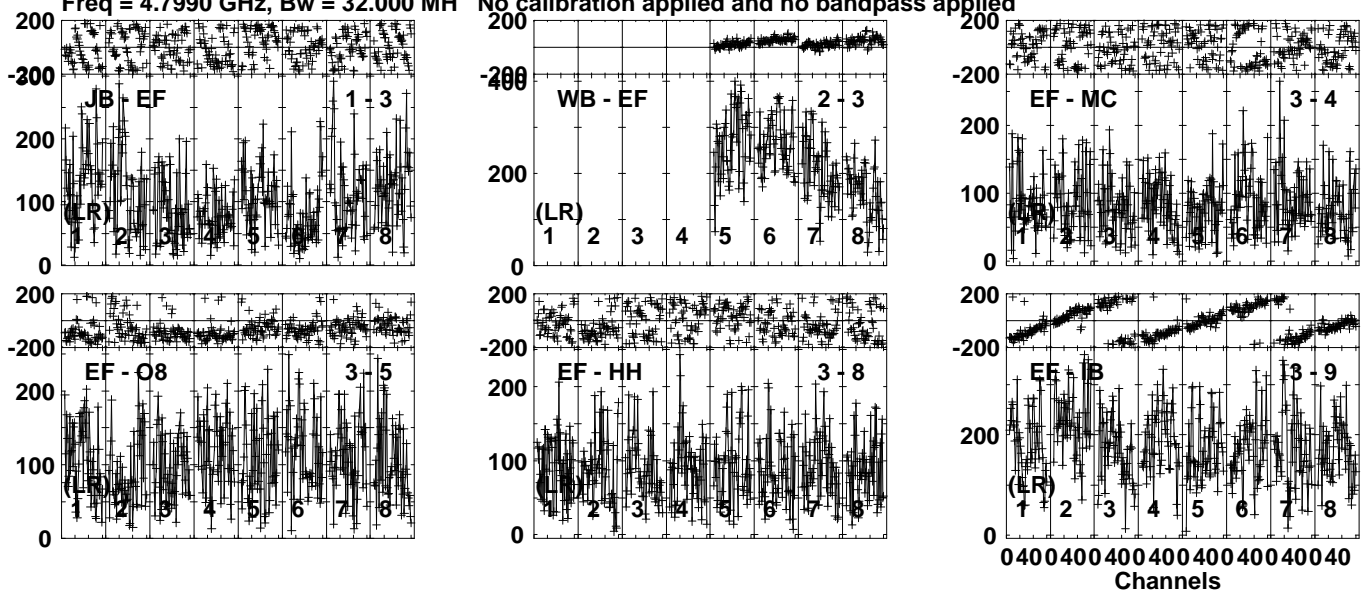 Freq = 4.7990 GHz, Bw = 32.000 MH No calibration applied and no bandpass applied
200
-200
300
JB - EF 1 - 3
200
100
(LR)
1 2 3 4 5 6 7 8
0
200
-200
400
WB - EF 2 - 3
200
(LR)
1 2 3 4 5 6 7 8
0
200
-200
EF - MC 3 - 4
200
100
(LR)
1 2 3 4 5 6 7 8
0
200
-200
EF - O8 3 - 5
200
100
(LR)
1 2 3 4 5 6 7 8
0
200
-200
EF - HH 3 - 8
200
100
(LR)
1 2 3 4 5 6 7 8
0
200
-200
EF - IB 3 - 9
200
(LR)
1 2 3 4 5 6 7 8
0
0 40 0 40 0 40 0 40 0 40 0 40 0 40 0 40
Channels